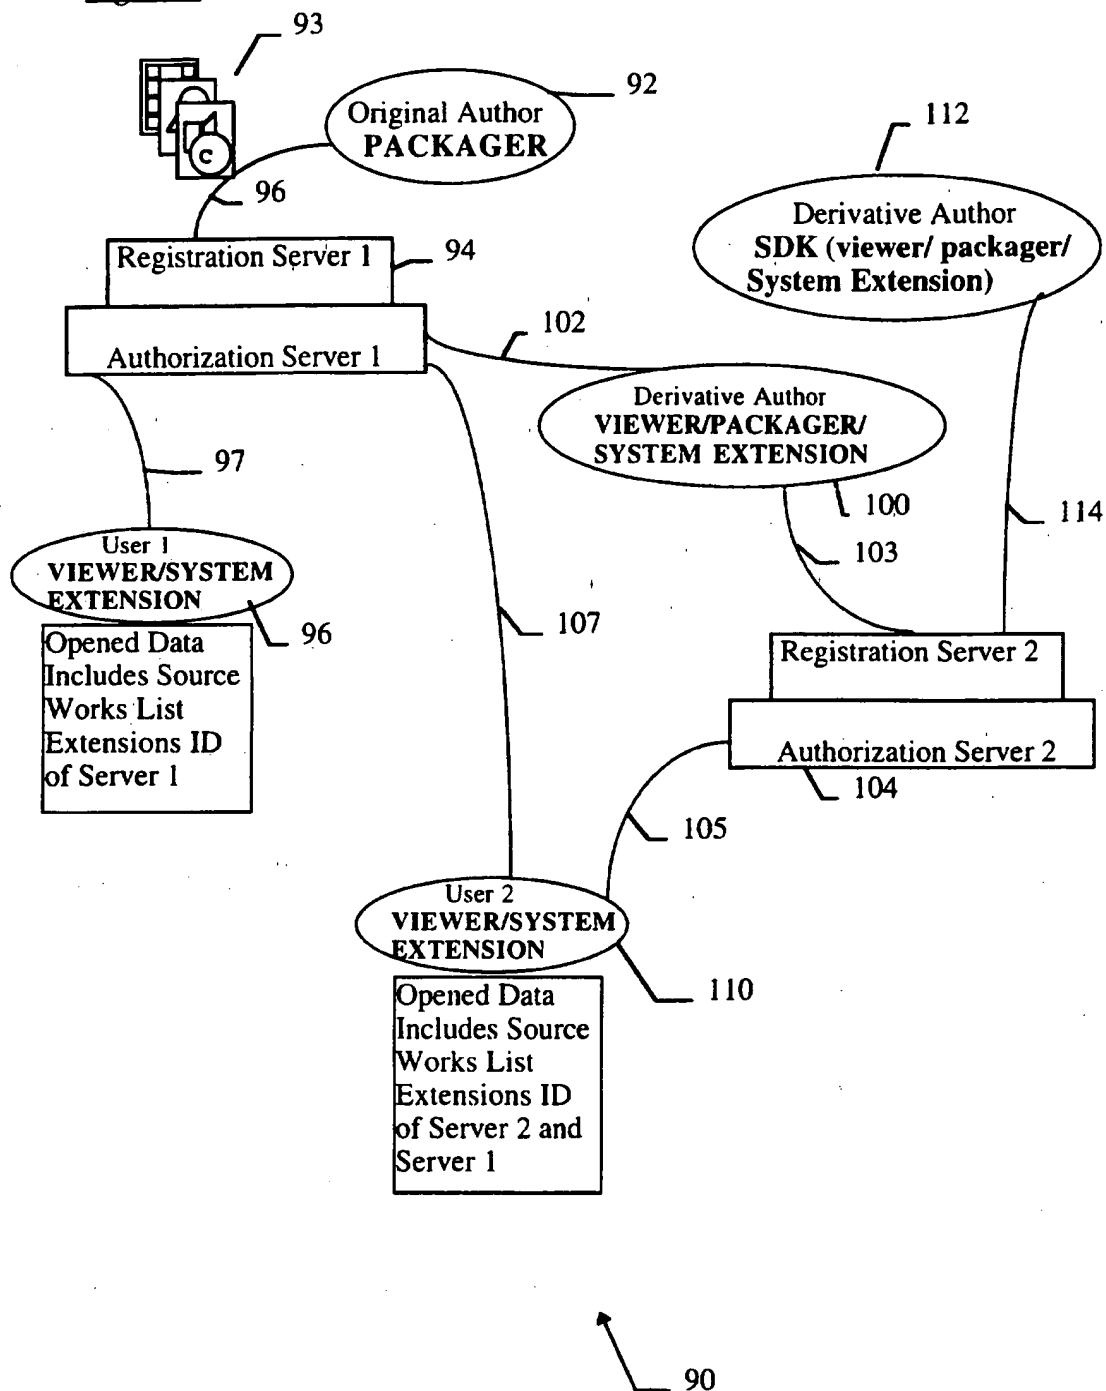 93
C
Original Author
PACKAGER
92
96
Registration Server 1
94
Authorization Server 1
112
Derivative Author
SDK (viewer/ packager/
System Extension)
102
Derivative Author
VIEWER/PACKAGER/
SYSTEM EXTENSION
100
103
114
97
User 1
VIEWER/SYSTEM
EXTENSION
96
Opened Data
Includes Source
Works List
Extensions ID
of Server 1
107
Registration Server 2
Authorization Server 2
104
105
User 2
VIEWER/SYSTEM
EXTENSION
110
Opened Data
Includes Source
Works List
Extensions ID
of Server 2 and
Server 1
90